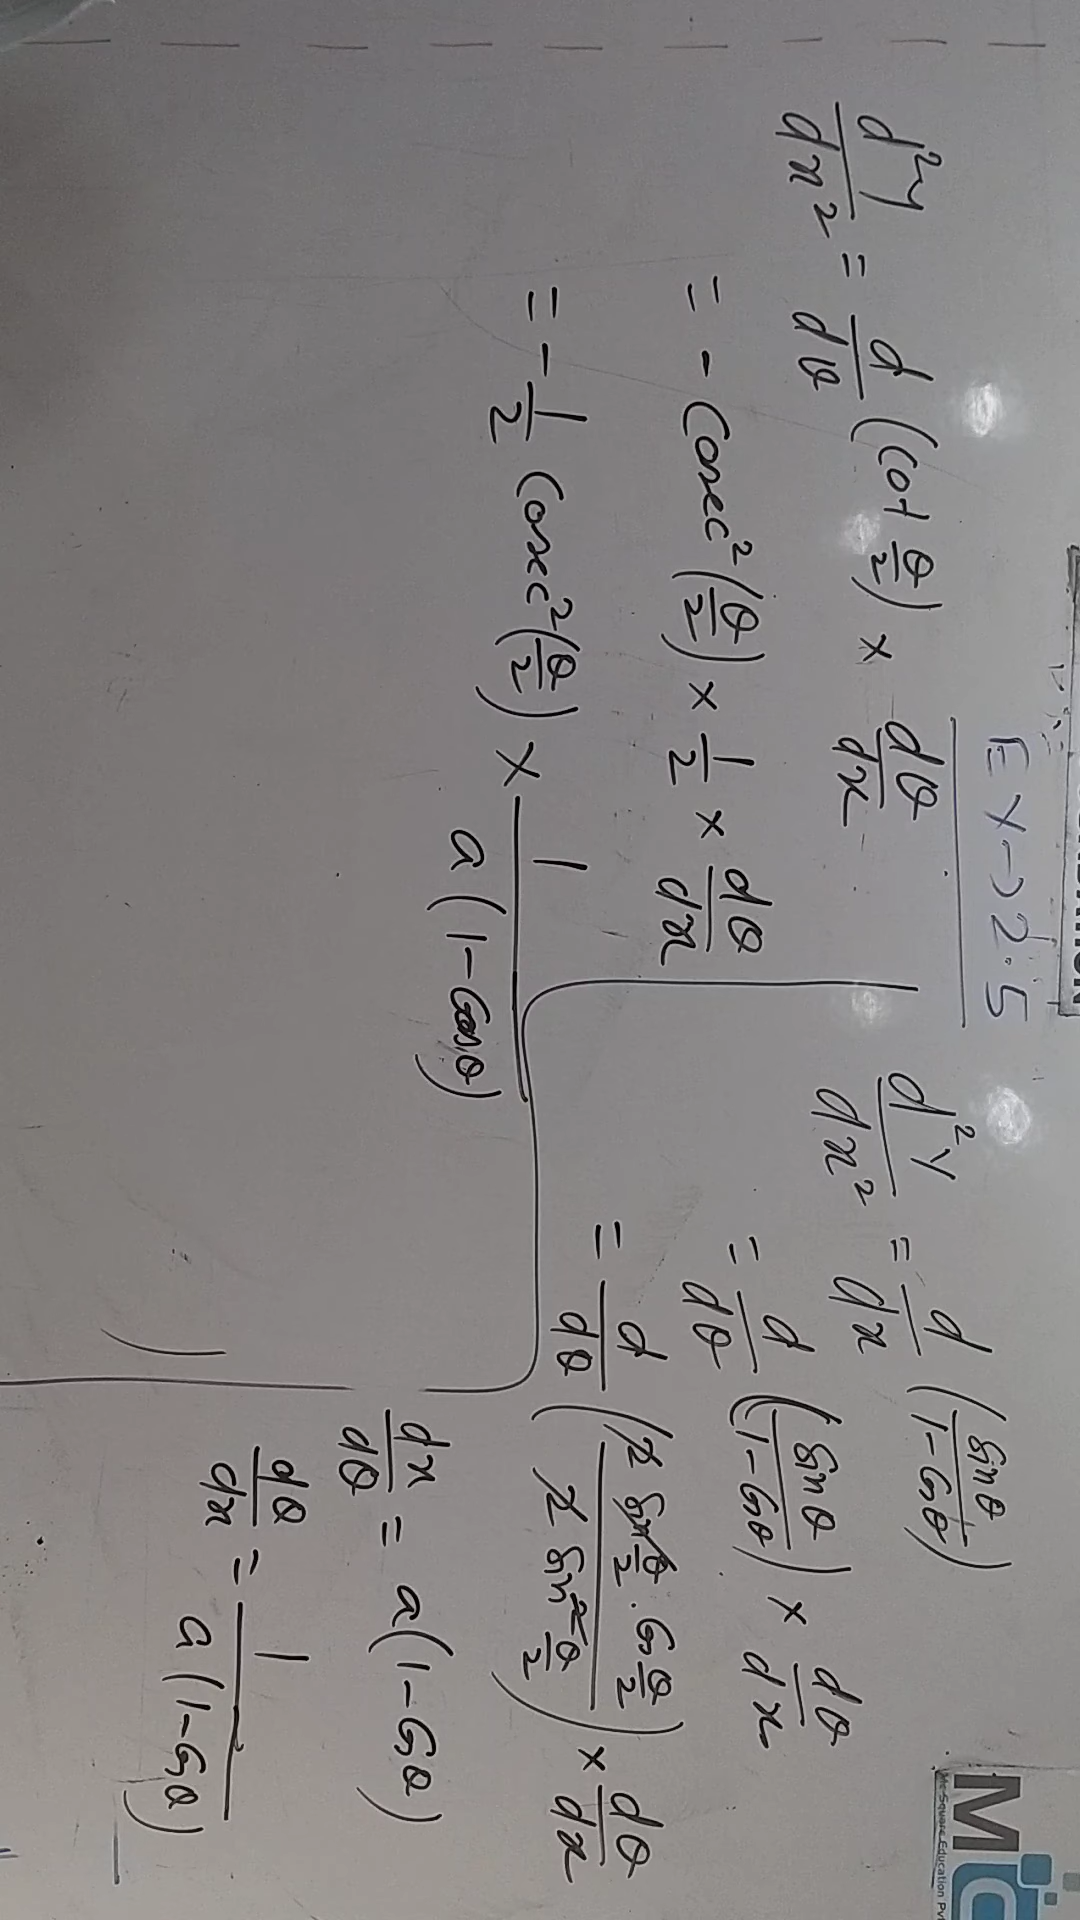 Ex → 2.5
d²y/dx² = d/dθ (cot θ/2) × dθ/dx
= - cosec² (θ/2) × 1/2 × dθ/dx
= - 1/2 cosec² (θ/2) × 1/a(1-cosθ)
d²y/dx² = d/dx (sinθ/1-cosθ)
= d/dθ (sinθ/1-cosθ) × dθ/dx
= d/dθ (2 sin θ/2 . cos θ/2 / 2 sin² θ/2) × dθ/dx
dx/dθ = a(1-cosθ)
dθ/dx = 1/a(1-cosθ)
Mc Square Education Pvt